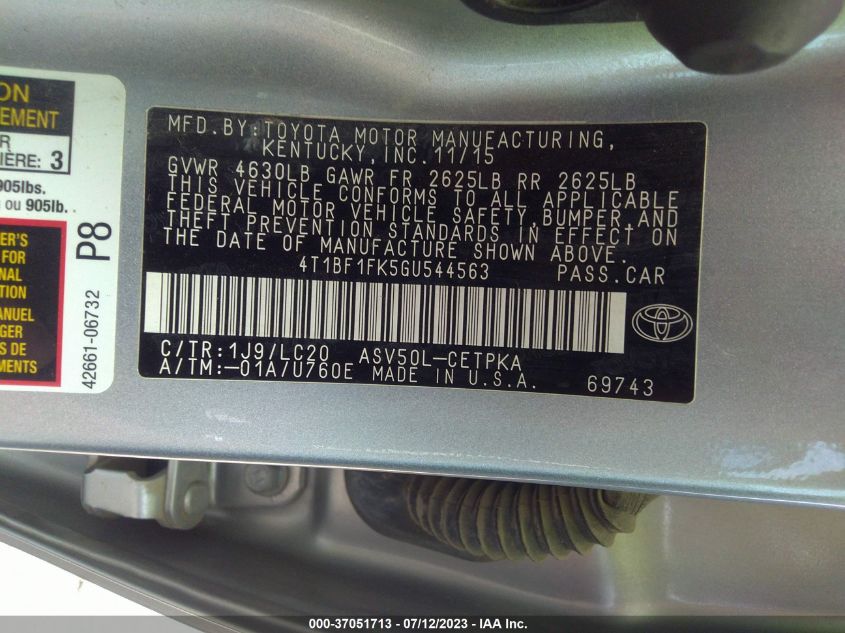 ON
EMENT
R
IÈRE: 3
905lbs.
ou 905lb.
ER'S
FOR
NAL
TION
ANUEL
GER
S DE
MENTS
P8
42661-06732
MFD.BY:TOYOTA MOTOR MANUFACTURING,
KENTUCKY, INC.11/15
GVWR 4630LB GAWR FR 2625LB RR 2625LB
THIS VEHICLE CONFORMS TO ALL APPLICABLE
FEDERAL MOTOR VEHICLE SAFETY,BUMPER,AND
THEFT PREVENTION STANDARDS IN EFFECT ON
THE DATE OF MANUFACTURE SHOWN ABOVE.
4T1BF1FK5GU544563 PASS.CAR
C/TR:1J9/LC20 ASV50L-CETPKA
A/TM:-01A/U760E MADE IN U.S.A. 69743
000-37051713 - 07/12/2023 - IAA Inc.